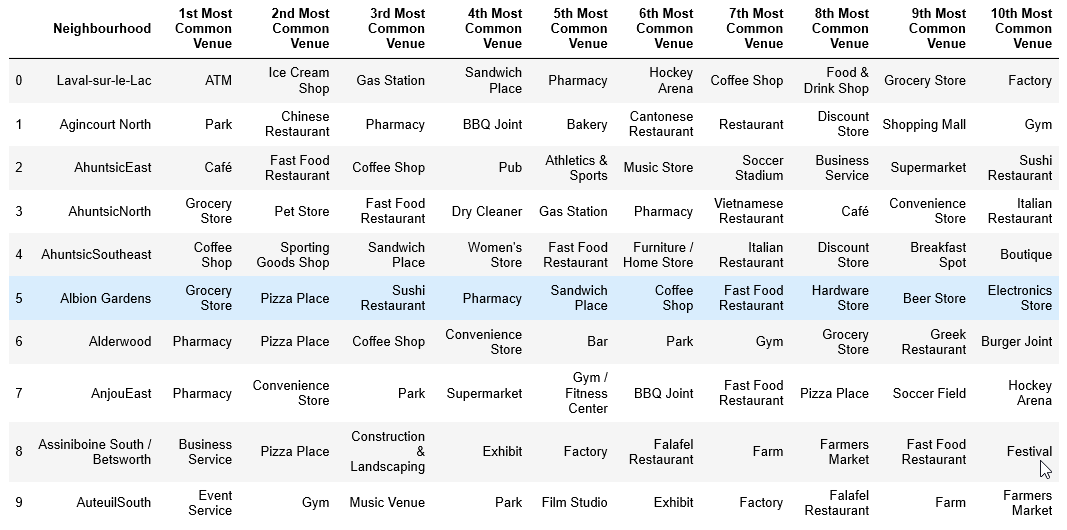 Neighbourhood 1st Most Common Venue 2nd Most Common Venue 3rd Most Common Venue 4th Most Common Venue 5th Most Common Venue 6th Most Common Venue 7th Most Common Venue 8th Most Common Venue 9th Most Common Venue 10th Most Common Venue
0 Laval-sur-le-Lac ATM Ice Cream Shop Gas Station Sandwich Place Pharmacy Hockey Arena Coffee Shop Food & Drink Shop Grocery Store Factory
1 Agincourt North Park Chinese Restaurant Pharmacy BBQ Joint Bakery Cantonese Restaurant Restaurant Discount Store Shopping Mall Gym
2 AhuntsicEast Café Fast Food Restaurant Coffee Shop Pub Athletics & Sports Music Store Soccer Stadium Business Service Supermarket Sushi Restaurant
3 AhuntsicNorth Grocery Store Pet Store Fast Food Restaurant Dry Cleaner Gas Station Pharmacy Vietnamese Restaurant Café Convenience Store Italian Restaurant
4 AhuntsicSoutheast Coffee Shop Sporting Goods Shop Sandwich Place Women's Store Fast Food Restaurant Furniture / Home Store Italian Restaurant Discount Store Breakfast Spot Boutique
5 Albion Gardens Grocery Store Pizza Place Sushi Restaurant Pharmacy Sandwich Place Coffee Shop Fast Food Restaurant Hardware Store Beer Store Electronics Store
6 Alderwood Pharmacy Pizza Place Coffee Shop Convenience Store Bar Park Gym Grocery Store Greek Restaurant Burger Joint
7 AnjouEast Pharmacy Convenience Store Park Supermarket Gym / Fitness Center BBQ Joint Fast Food Restaurant Pizza Place Soccer Field Hockey Arena
8 Assiniboine South / Betsworth Business Service Pizza Place Construction & Landscaping Exhibit Factory Falafel Restaurant Farm Farmers Market Fast Food Restaurant Festival
9 AuteuilSouth Event Service Gym Music Venue Park Film Studio Exhibit Factory Falafel Restaurant Farm Farmers Market